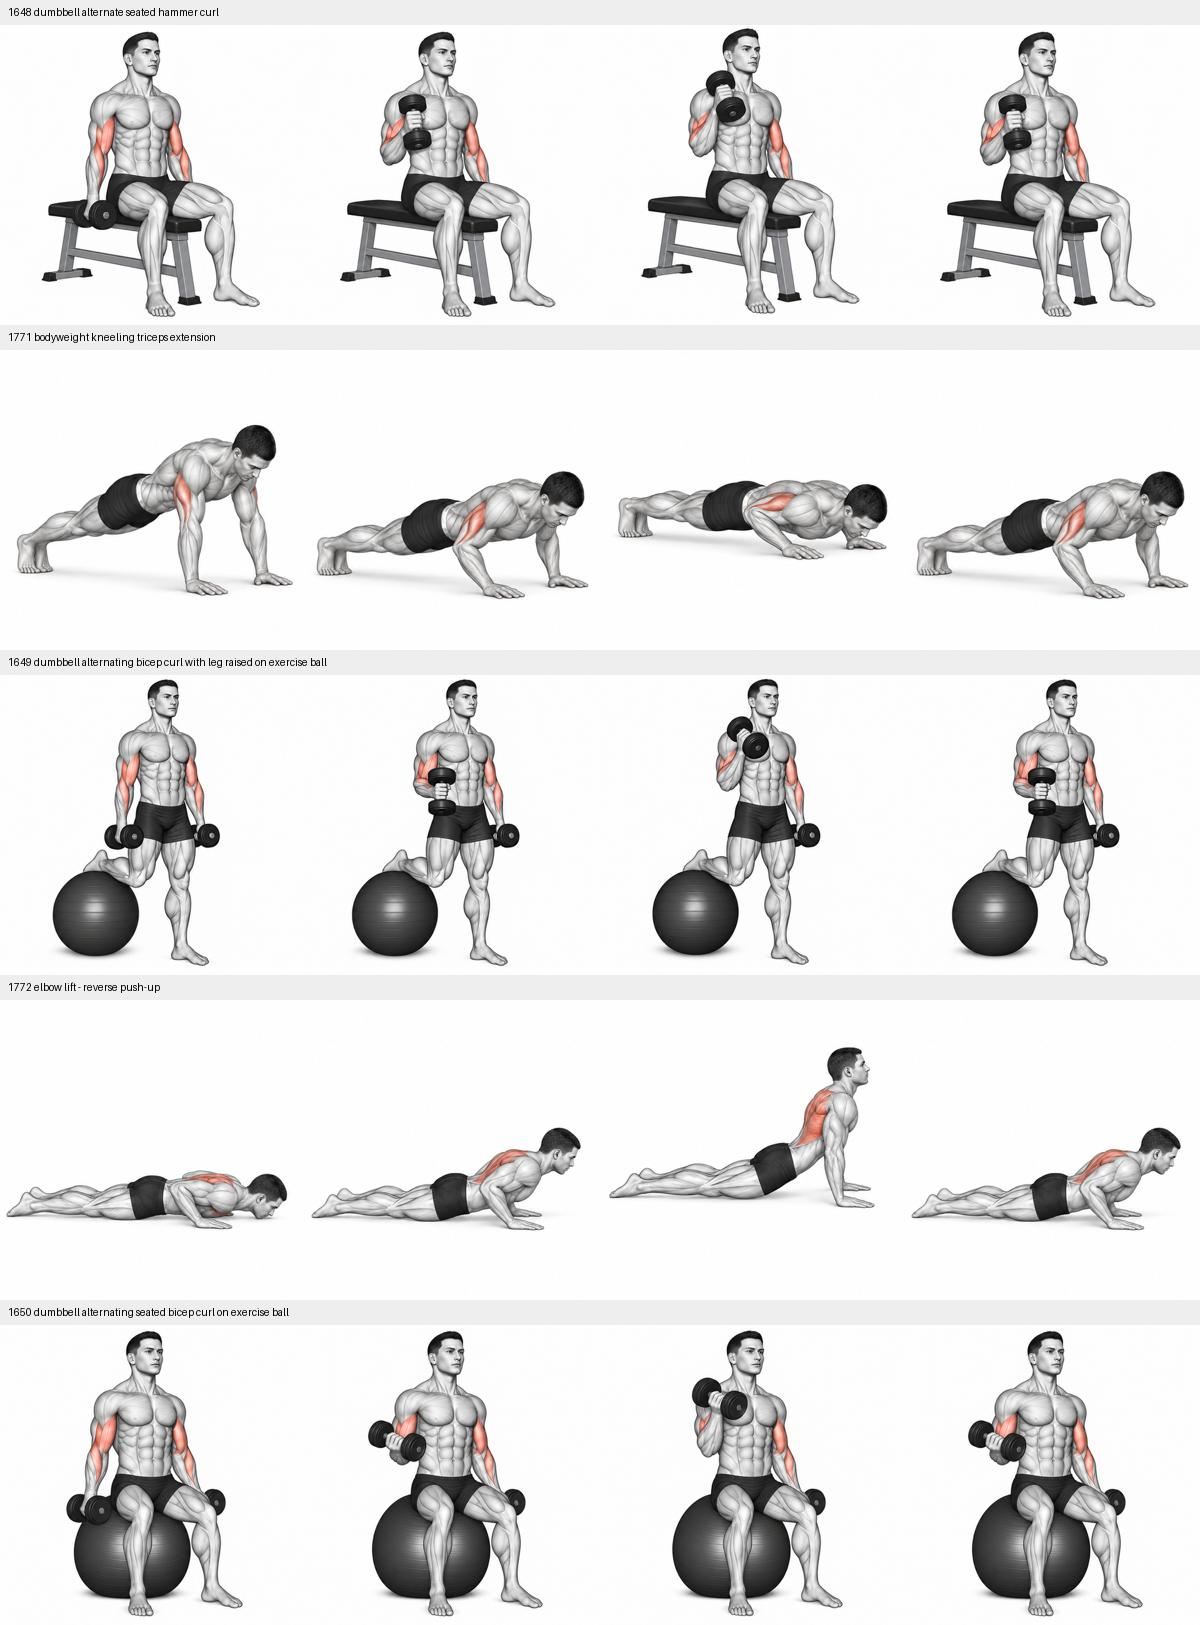 1648 dumbbell alternate seated hammer curl
1771 bodyweight kneeling triceps extension
1649 dumbbell alternating bicep curl with leg raised on exercise ball
1772 elbow lift - reverse push-up
1650 dumbbell alternating seated bicep curl on exercise ball